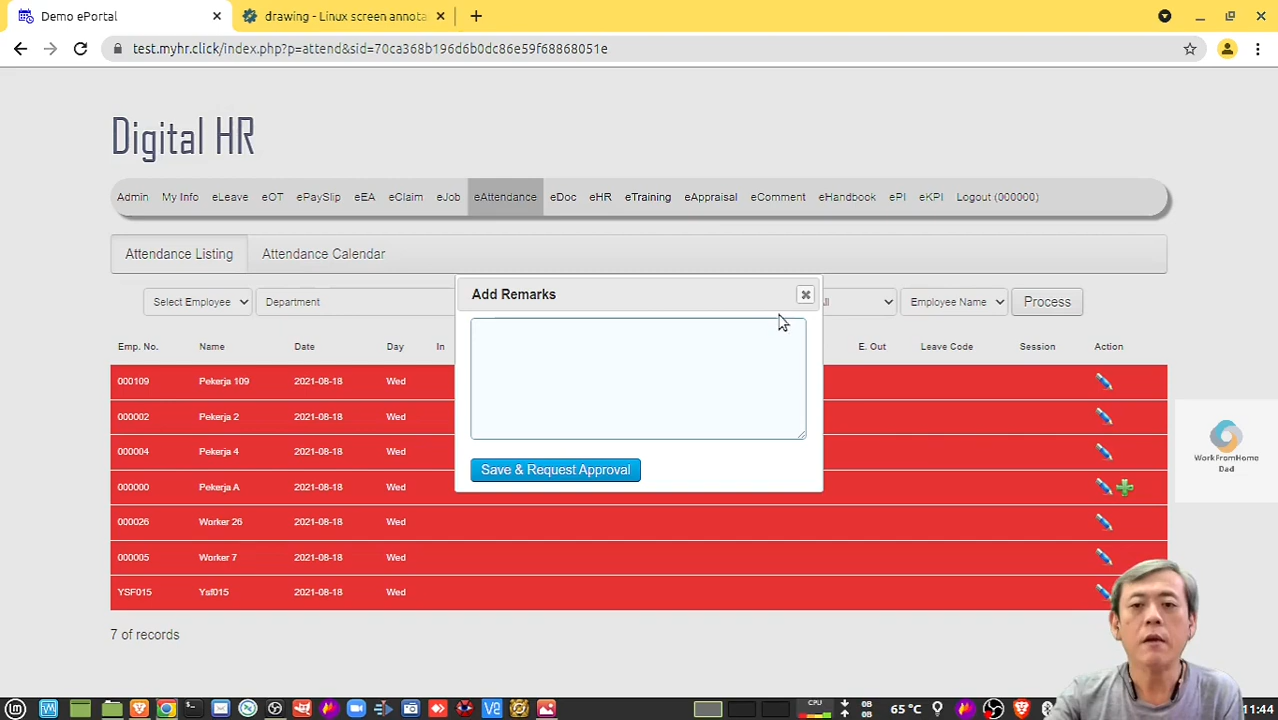 Demo ePortal
drawing - Linux screen annota
test.myhr.click/index.php?p=attend&sid=70ca368b196d6b0dc86e59f68868051e
Digital HR
Admin My Info eLeave eOT ePaySlip eEA eClaim eJob eAttendance eDoc eHR eTraining eAppraisal eComment eHandbook ePI eKPI Logout (000000)
Attendance Listing Attendance Calendar
Select Employee Department Employee Name Process
Add Remarks
Emp. No. Name Date Day In E. Out Leave Code Session Action
000109 Pekerja 109 2021-08-18 Wed
000002 Pekerja 2 2021-08-18 Wed
000004 Pekerja 4 2021-08-18 Wed
000000 Pekerja A 2021-08-18 Wed
000026 Worker 26 2021-08-18 Wed
000005 Worker 7 2021-08-18 Wed
YSF015 Ysf015 2021-08-18 Wed
Save & Request Approval
7 of records
WorkFromHome
Dad
CPU 0B
0B
65 °C
11:44